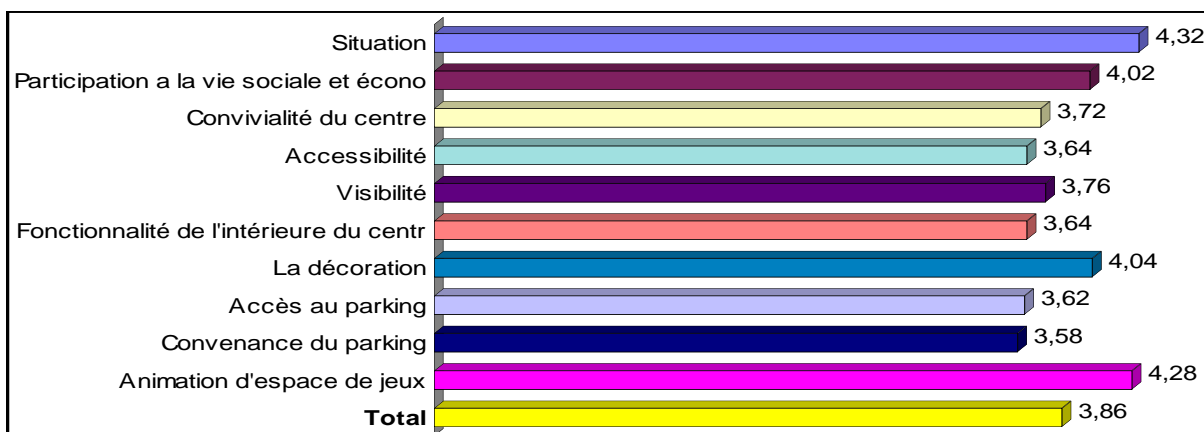 Situation 4,32
Participation a la vie sociale et écono 4,02
Convivialité du centre 3,72
Accessibilité 3,64
Visibilité 3,76
Fonctionnalité de l'intérieure du centr 3,64
La décoration 4,04
Accès au parking 3,62
Convenance du parking 3,58
Animation d'espace de jeux 4,28
Total 3,86